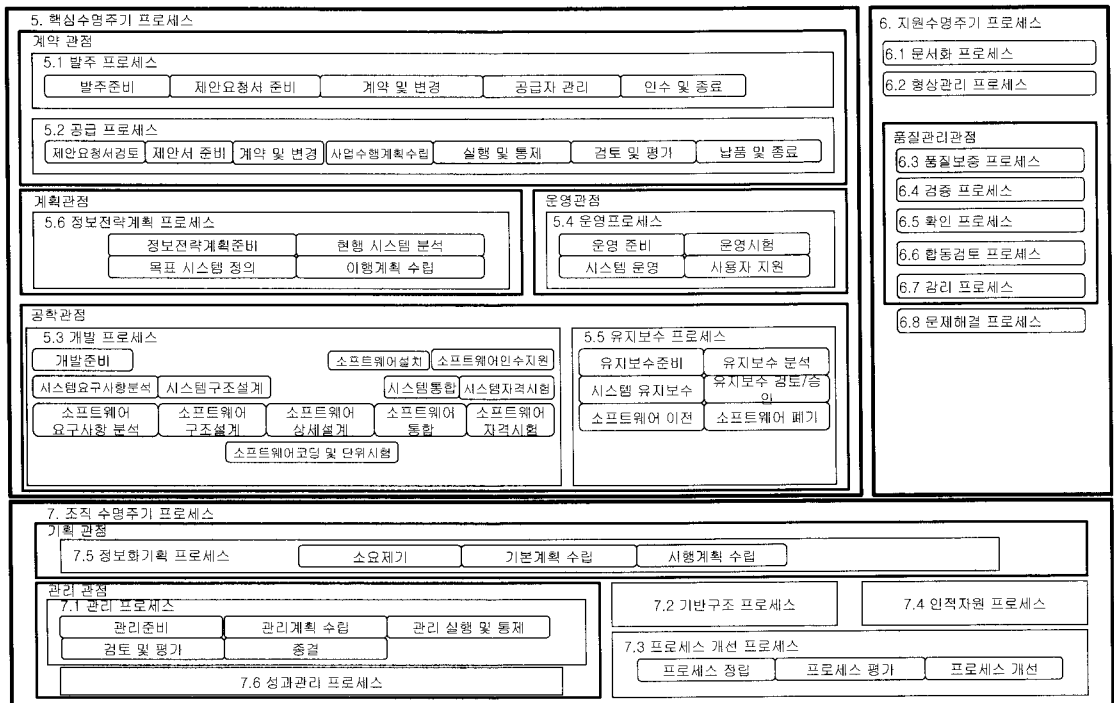 5. 핵심수명주기 프로세스
계약 관점
5.1 발주 프로세스
발주준비
제안요청서 준비
계약 및 변경
공급자 관리
인수 및 종료
5.2 공급 프로세스
제안요청서검토
제안서 준비
계약 및 변경
사업수행계획수립
실행 및 통제
검토 및 평가
납품 및 종료
계획관점
5.6 정보전략계획 프로세스
정보전략계획준비
현행 시스템 분석
목표 시스템 정의
이행계획 수립
운영관점
5.4 운영프로세스
운영 준비
운영시험
시스템 운영
사용자 지원
공학관점
5.3 개발 프로세스
개발준비
소프트웨어설치
소프트웨어인수지원
시스템요구사항분석
시스템구조설계
시스템통합
시스템자격시험
소프트웨어
요구사항 분석
소프트웨어
구조설계
소프트웨어
상세설계
소프트웨어
통합
소프트웨어
자격시험
소프트웨어코딩 및 단위시험
5.5 유지보수 프로세스
유지보수준비
유지보수 분석
시스템 유지보수
유지보수 검토/승
인
소프트웨어 이전
소프트웨어 폐기
6. 지원수명주기 프로세스
6.1 문서화 프로세스
6.2 형상관리 프로세스
품질관리관점
6.3 품질보증 프로세스
6.4 검증 프로세스
6.5 확인 프로세스
6.6 합동검토 프로세스
6.7 감리 프로세스
6.8 문제해결 프로세스
7. 조직 수명주기 프로세스
기획 관점
7.5 정보화기획 프로세스
소요제기
기본계획 수립
시행계획 수립
관리 관점
7.1 관리 프로세스
관리준비
관리계획 수립
관리 실행 및 통제
검토 및 평가
종결
7.6 성과관리 프로세스
7.2 기반구조 프로세스
7.4 인적자원 프로세스
7.3 프로세스 개선 프로세스
프로세스 정립
프로세스 평가
프로세스 개선